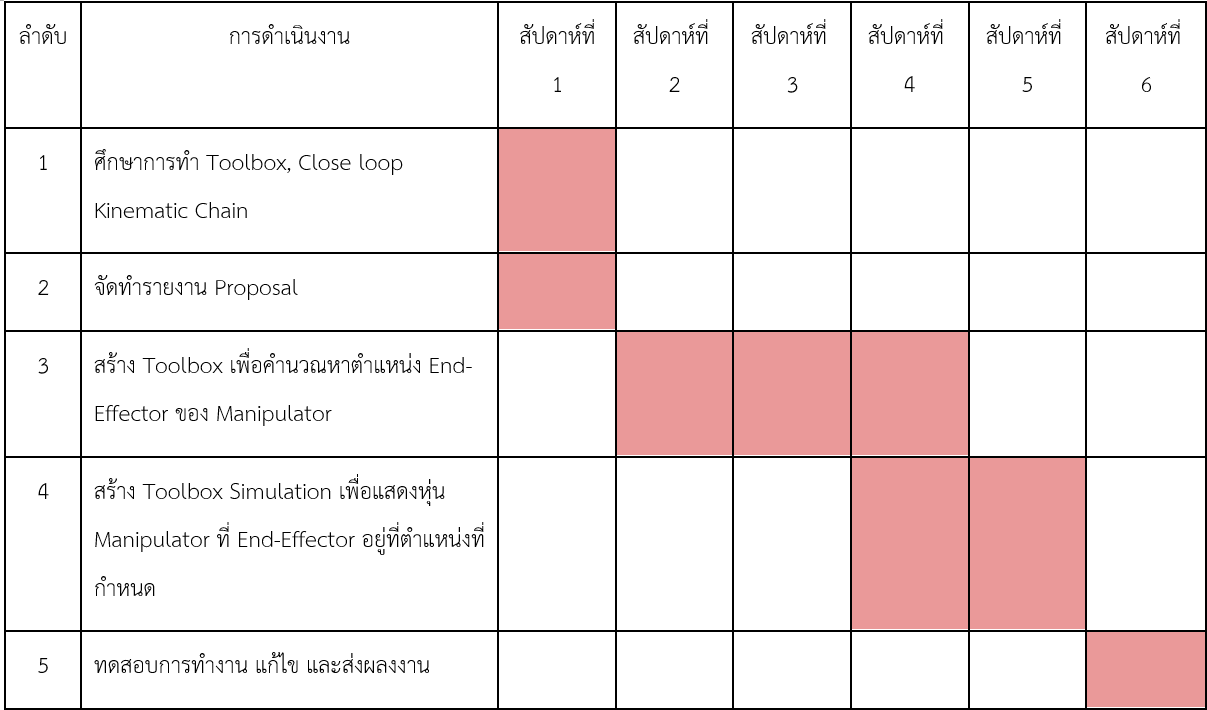 ลำดับ การดำเนินงาน สัปดาห์ที่ สัปดาห์ที่ สัปดาห์ที่ สัปดาห์ที่ สัปดาห์ที่ สัปดาห์ที่
1 2 3 4 5 6
1 ศึกษาการทำ Toolbox, Close loop
Kinematic Chain
2 จัดทำรายงาน Proposal
3 สร้าง Toolbox เพื่อคำนวณหาตำแหน่ง End-
Effector ของ Manipulator
4 สร้าง Toolbox Simulation เพื่อแสดงหุ่น
Manipulator ที่ End-Effector อยู่ที่ตำแหน่งที่
กำหนด
5 ทดสอบการทำงาน แก้ไข และส่งผลงงาน